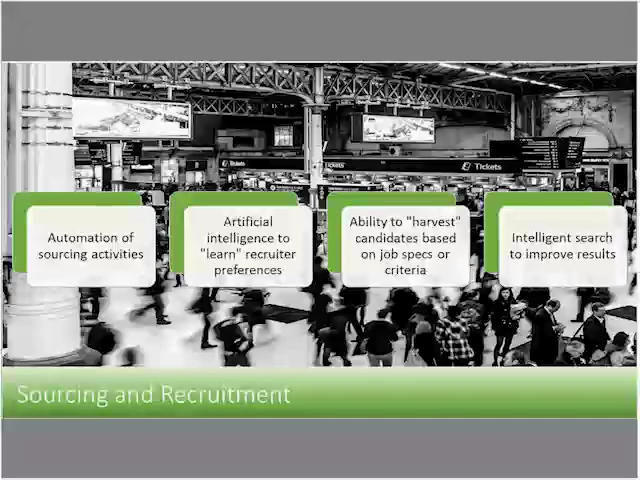 Tickets
Tickets
Automation of
sourcing activities
Artificial
intelligence to
"learn" recruiter
preferences
Ability to "harvest"
candidates based
on job specs or
criteria
Intelligent search
to improve results
Sourcing and Recruitment